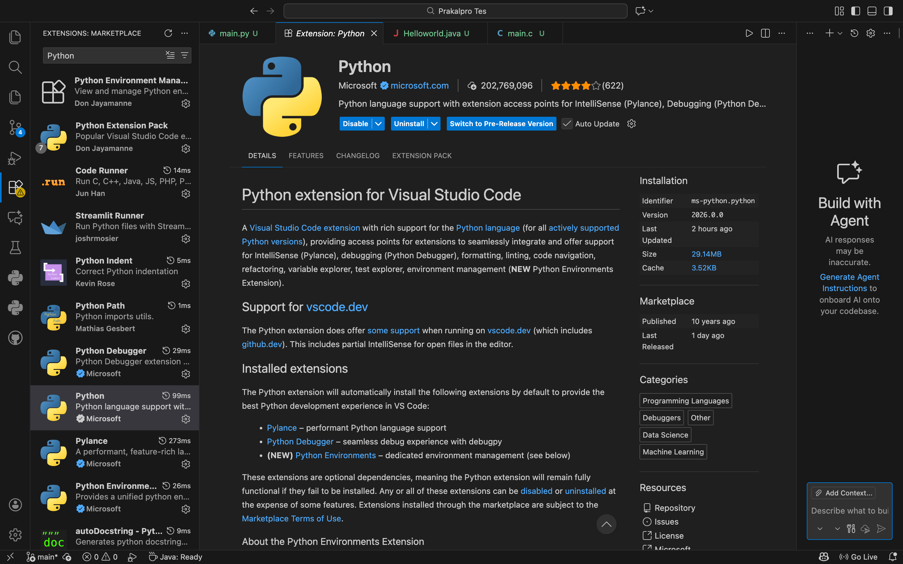 Prakalpro Tes
EXTENSIONS: MARKETPLACE
Python
Python Environment Mana...
View and manage Python en...
Don Jayamanne
Python Extension Pack
Popular Visual Studio Code e...
Don Jayamanne
7
Code Runner 14ms
Run C, C++, Java, JS, PHP, P...
Jun Han
.run
Streamlit Runner
Run Python files with Stream...
joshrmosier
Python Indent 5ms
Correct Python indentation
Kevin Rose
Python Path 1ms
Python imports utils.
Mathias Gesbert
Python Debugger 29ms
Python Debugger extension ...
Microsoft
Python 99ms
Python language support wit...
Microsoft
Pylance 273ms
A performant, feature-rich la...
Microsoft
Python Environme... 26ms
Provides a unified python en...
Microsoft
autoDocstring - Pyt... 9ms
Generates python docstring...
""" doc
4
main.py U
Extension: Python
J Helloworld.java U
C main.c U
Python
Microsoft microsoft.com 202,769,096 (622)
Python language support with extension access points for IntelliSense (Pylance), Debugging (Python De...
Disable Uninstall Switch to Pre-Release Version Auto Update
DETAILS FEATURES CHANGELOG EXTENSION PACK
Python extension for Visual Studio Code
A Visual Studio Code extension with rich support for the Python language (for all actively supported
Python versions), providing access points for extensions to seamlessly integrate and offer support
for IntelliSense (Pylance), debugging (Python Debugger), formatting, linting, code navigation,
refactoring, variable explorer, test explorer, environment management (NEW Python Environments
Extension).
Support for vscode.dev
The Python extension does offer some support when running on vscode.dev (which includes
github.dev). This includes partial IntelliSense for open files in the editor.
Installed extensions
The Python extension will automatically install the following extensions by default to provide the
best Python development experience in VS Code:
• Pylance – performant Python language support
• Python Debugger – seamless debug experience with debugpy
• (NEW) Python Environments – dedicated environment management (see below)
These extensions are optional dependencies, meaning the Python extension will remain fully
functional if they fail to be installed. Any or all of these extensions can be disabled or uninstalled at
the expense of some features. Extensions installed through the marketplace are subject to the
Marketplace Terms of Use.
About the Python Environments Extension
Installation
Identifier ms-python.python
Version 2026.0.0
Last Updated 2 hours ago
Size 29.14MB
Cache 3.52KB
Marketplace
Published 10 years ago
Last Released 1 day ago
Categories
Programming Languages
Debuggers Other
Data Science
Machine Learning
Resources
Repository
Issues
License
Microsoft
Build with
Agent
AI responses
may be
inaccurate.
Generate Agent
Instructions to
onboard AI onto
your codebase.
Add Context...
Describe what to bui
main* 0 0 Java: Ready
Go Live